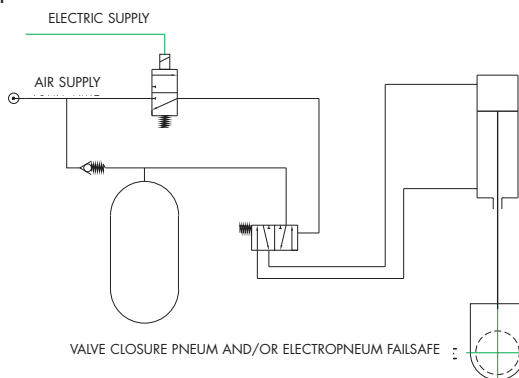 ELECTRIC SUPPLY
AIR SUPPLY
VALVE CLOSURE PNEUM AND/OR ELECTROPNEUM FAILSAFE